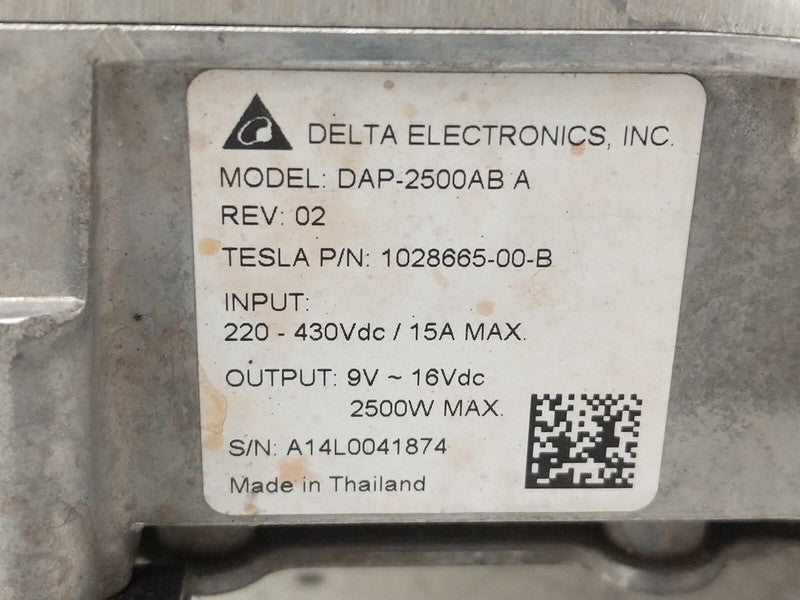 DELTA ELECTRONICS, INC.
MODEL: DAP-2500AB A
REV: 02
TESLA P/N: 1028665-00-B
INPUT:
220 - 430Vdc / 15A MAX.
OUTPUT: 9V ~ 16Vdc
2500W MAX.
S/N: A14L0041874
Made in Thailand